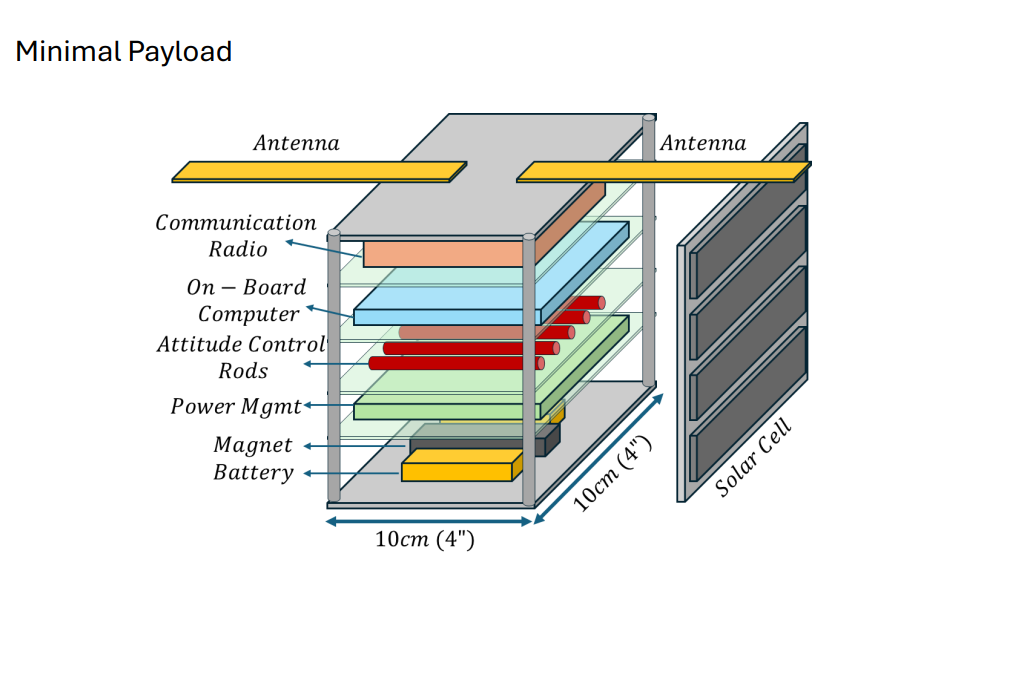 Minimal Payload
Antenna
Antenna
Communication
Radio
On − Board
Computer
Attitude Control
Rods
Power Mgmt
Magnet
Battery
10cm (4")
10cm (4")
Solar Cell